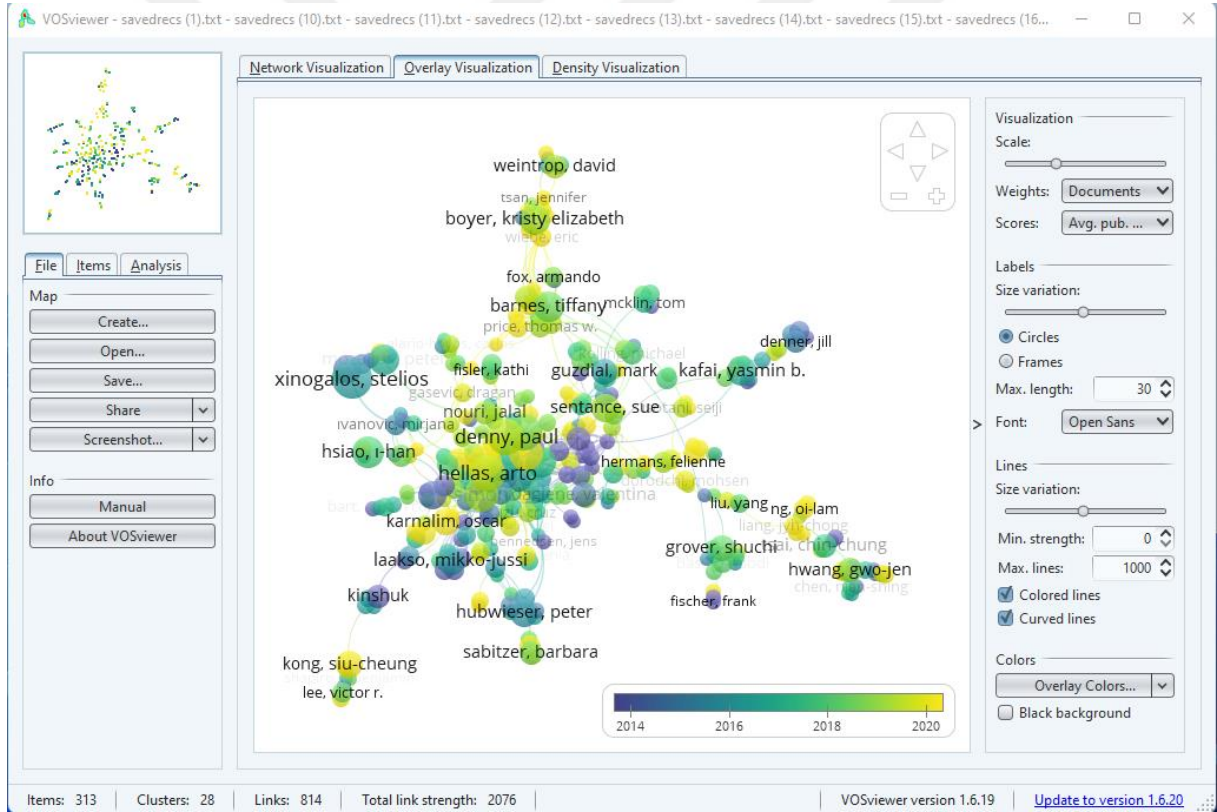 VOSviewer - savedrecs (1).txt - savedrecs (10).txt - savedrecs (11).txt - savedrecs (12).txt - savedrecs (13).txt - savedrecs (14).txt - savedrecs (15).txt - savedrecs (16...
Network Visualization Overlay Visualization Density Visualization
File Items Analysis
Map
Create...
Open...
Save...
Share
Screenshot...
Info
Manual
About VOSviewer
weintrop, david
tsan, jennifer
boyer, kristy elizabeth
wiebe, eric
fox, armando
barnes, tiffany
mcklin, tom
price, thomas w.
denner, jill
fisler, kathi
guzdial, mark
kafai, yasmin b.
xinogalos, stelios
gasevic, dragan
nouri, jalal
sentance, sue
ivanovic, mirjana
denny, paul
hsiao, i-han
hermans, felienne
hellas, arto
karnalim, oscar
liu, yang
ng, oi-lam
laakso, mikko-jussi
grover, shuchi
hwang, gwo-jen
kinshuk
fischer, frank
hubwieser, peter
sabitzer, barbara
kong, siu-cheung
lee, victor r.
2014 2016 2018 2020
Visualization
Scale:
Weights: Documents
Scores: Avg. pub. ...
Labels
Size variation:
Circles
Frames
Max. length: 30
Font: Open Sans
Lines
Size variation:
Min. strength: 0
Max. lines: 1000
Colored lines
Curved lines
Colors
Overlay Colors...
Black background
>
Items: 313 Clusters: 28 Links: 814 Total link strength: 2076 VOSviewer version 1.6.19 Update to version 1.6.20